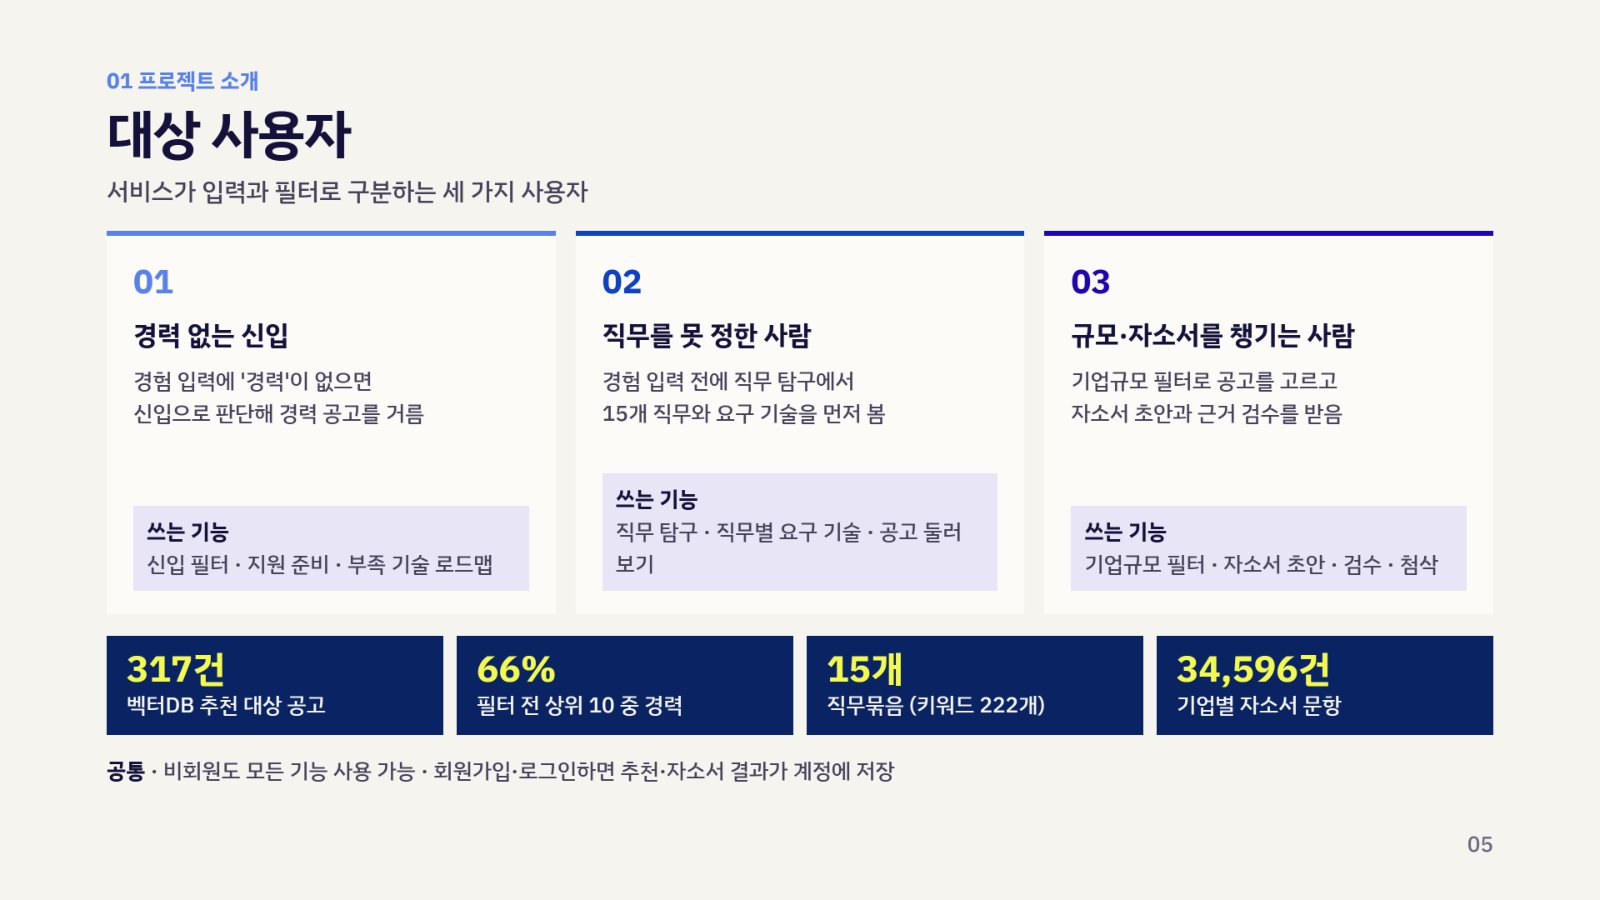 01 프로젝트 소개
대상 사용자
서비스가 입력과 필터로 구분하는 세 가지 사용자
01
경력 없는 신입
경험 입력에 '경력'이 없으면
신입으로 판단해 경력 공고를 거름
쓰는 기능
신입 필터 · 지원 준비 · 부족 기술 로드맵
02
직무를 못 정한 사람
경험 입력 전에 직무 탐구에서
15개 직무와 요구 기술을 먼저 봄
쓰는 기능
직무 탐구 · 직무별 요구 기술 · 공고 둘러
보기
03
규모·자소서를 챙기는 사람
기업규모 필터로 공고를 고르고
자소서 초안과 근거 검수를 받음
쓰는 기능
기업규모 필터 · 자소서 초안 · 검수 · 첨삭
317건
벡터DB 추천 대상 공고
66%
필터 전 상위 10 중 경력
15개
직무묶음 (키워드 222개)
34,596건
기업별 자소서 문항
공통 · 비회원도 모든 기능 사용 가능 · 회원가입·로그인하면 추천·자소서 결과가 계정에 저장
05